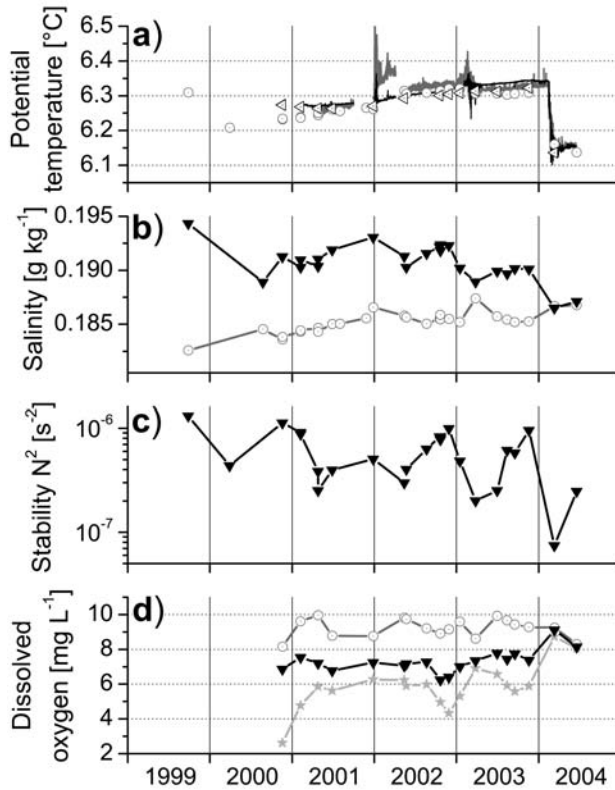 a)
Potential
temperature [°C]
6.5
6.4
6.3
6.2
6.1
b)
Salinity [g kg⁻¹]
0.195
0.190
0.185
c)
Stability N² [s⁻²]
10⁻⁶
10⁻⁷
d)
Dissolved
oxygen [mg L⁻¹]
10
8
6
4
2
1999 2000 2001 2002 2003 2004